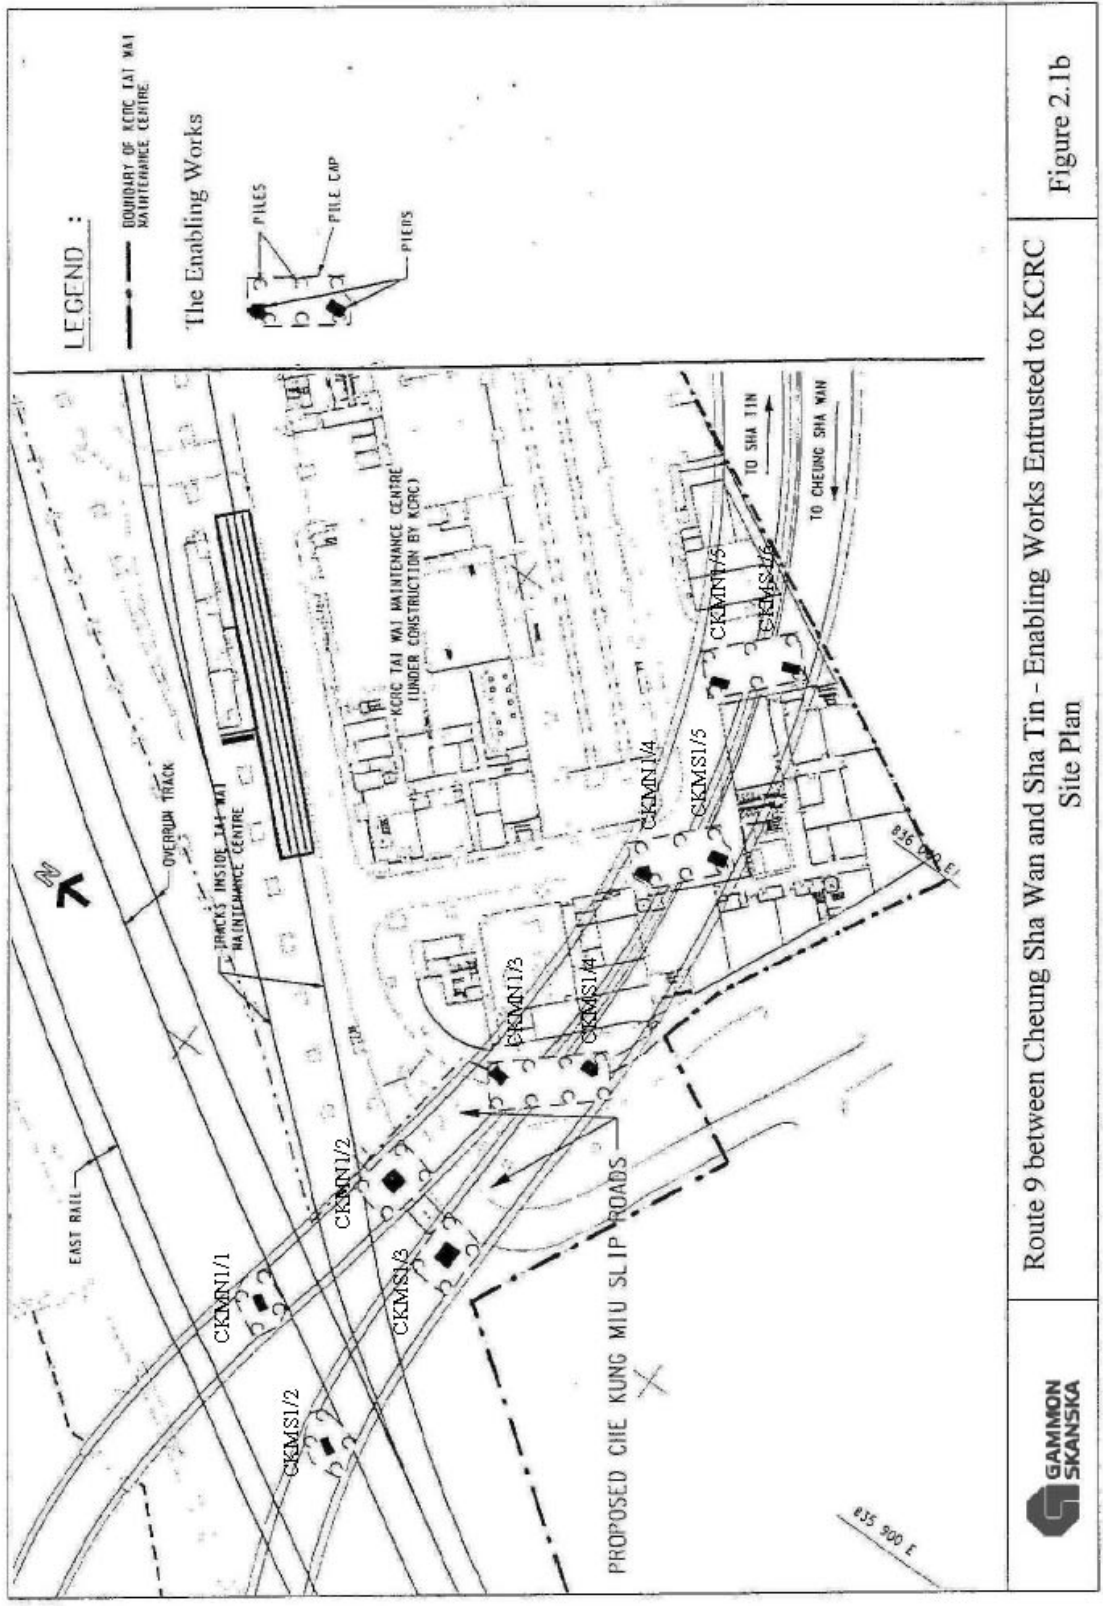 LEGEND :
BOUNDARY OF KCRC TAI WAI
MAINTENANCE CENTRE
The Enabling Works
PILES
PILE CAP
PIERS
N
OVERRUN TRACK
TRACKS INSIDE TAI WAI
MAINTENANCE CENTRE
EAST RAIL
KCRC TAI WAI MAINTENANCE CENTRE
(UNDER CONSTRUCTION BY KCRC)
TO SHA TIN
TO CHEUNG SHA WAN
CKMN1/1
CKMS1/2
CKMN1/2
CKMS1/3
CKMN1/3
CKMS1/4
CKMN1/4
CKMS1/5
CKMN1/5
CKMS1/6
PROPOSED CHE KUNG MIU SLIP ROADS
835 900 E
GAMMON
SKANSKA
Route 9 between Cheung Sha Wan and Sha Tin - Enabling Works Entrusted to KCRC
Site Plan
Figure 2.1b